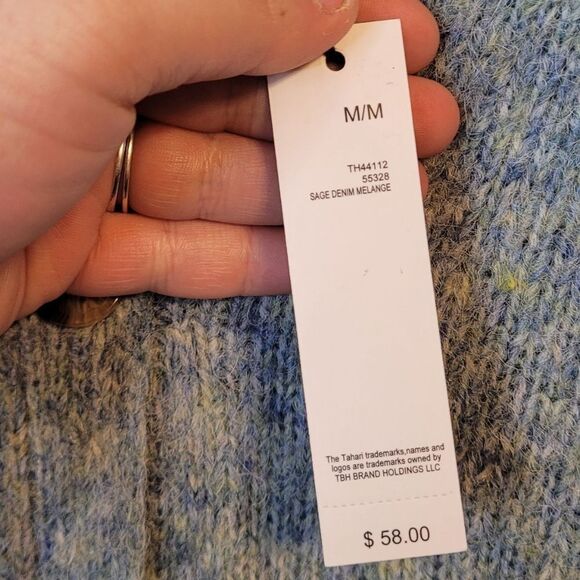 M/M
TH44112
55328
SAGE DENIM MELANGE
The Tahari trademarks,names and
logos are trademarks owned by
TBH BRAND HOLDINGS LLC
$ 58.00